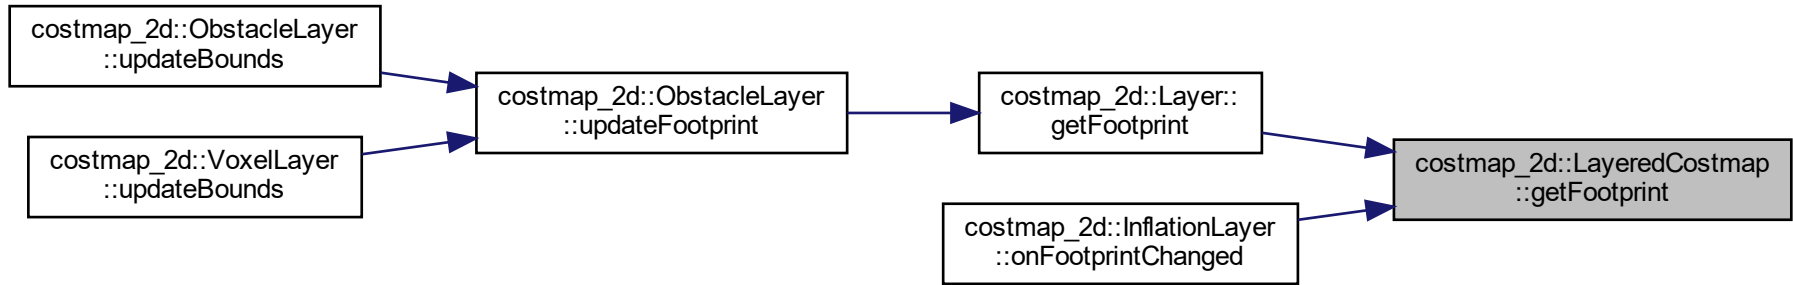 costmap_2d::ObstacleLayer
::updateBounds
costmap_2d::VoxelLayer
::updateBounds
costmap_2d::ObstacleLayer
::updateFootprint
costmap_2d::Layer::
getFootprint
costmap_2d::InflationLayer
::onFootprintChanged
costmap_2d::LayeredCostmap
::getFootprint